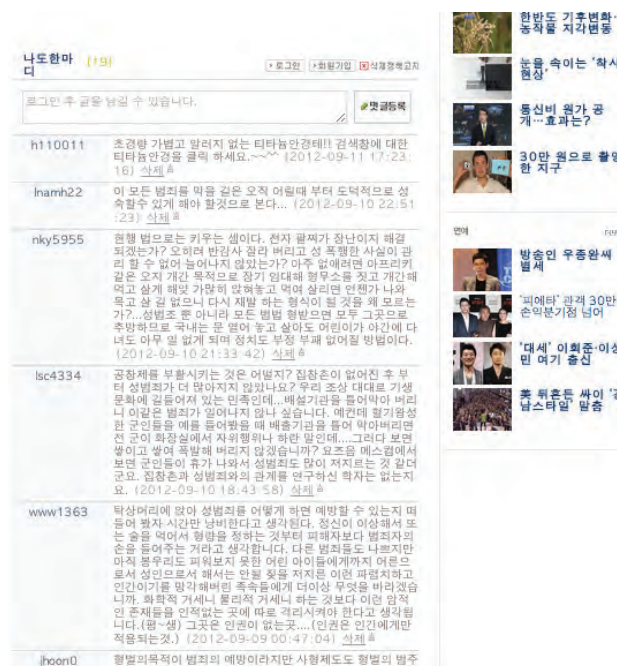 나도한마
디
(19)
로그인
회원가입
삭제정책공지
로그인 후 글을 남길 수 있습니다.
댓글등록
h110011
초경량 가볍고 알러지 없는 티타늄안경테!! 검색창에 대한
티타늄안경을 클릭 하세요.~~^^ (2012-09-11 17:23:
16) 삭제
lnamh22
이 모든 범죄를 막을 길은 오직 어릴때 부터 도덕적으로 성
숙할수 있게 해야 할것으로 본다... (2012-09-10 22:51
:23) 삭제
nky5955
현행 법으로는 키우는 셈이다. 전자 팔찌가 장난이지 해결
되겠는가? 오히려 반감사 잘라 버리고 성 폭행한 사실이 관
리 할 수 없어 늘어나지 않았는가? 아주 없애려면 아프리키
같은 오지 개간 목적으로 장기 임대해 형무소를 짓고 개간해
먹고 살게 해맞 가많히 앉혀놓고 먹여 살리면 언젠가 나와
목고 살 길 없으니 다시 재발 하는 형식이 될 것을 왜 모르는
가?...성범조 뿐 아니라 모든 범법 형받으면 모두 그곳으로
추방하므로 국내는 문 열어 놓고 살아도 어린이가 야간에 다
녀도 아무 일 없게 되며 정치도 부정 부패 없어질 방법이다.
(2012-09-10 21:33:42) 삭제
lsc4334
공창제를 부활시키는 것은 어떨지? 집창촌이 없어진 후 부
터 성범죄가 더 많아지지 않았나요? 우리 조상 대대로 기생
문화에 길들어져 있는 민족인데...배설기관을 틀어막아 버리
니 이같은 범죄가 일어나지 않나 싶습니다. 예컨데 혈기왕성
한 군인들을 예를 들어봤을 때 배출기관을 틀어 막아버리면
전 군이 화장실에서 자위행위나 하란 말인데....그러다 보면
쌓이고 쌓여 폭발해 버리지 않겠습니까? 요즈음 메스컴에서
보면 군인들이 휴가 나와서 성범죄도 많이 저지르는 것 같더
군요. 집창촌과 성범죄와의 관계를 연구하신 학자는 없는지
요. (2012-09-10 18:43:58) 삭제
www1363
탁상머리에 앉아 성범죄를 어떻게 하면 예방할 수 있는지 떠
들어 봤자 시간만 낭비한다고 생각된다. 정신이 이상해서 또
는 술을 먹어서 형량을 정하는 것부터 피해자보다 범죄자의
손을 들어주는 거라고 생각합니다. 다른 범죄들도 나쁘지만
아직 봉우리도 피워보지 못한 어린 아이들에게까지 어른으
로서 성인으로서 해서는 안될 짖을 저지른 이런 파렴치하고
인간이기를 망각해버린 족속들에게 더이상 무엇을 바라겠습
니까. 화학적 거세니 물리적 거세니 하는 것보다 이런 암적
인 존재들을 인적없는 곳에 따로 격리시켜야 한다고 생각됩
니다.(평~생) 그곳은 인권이 없는곳....(인권은 인간에게만
적용되는것.) (2012-09-09 00:47:04) 삭제
jhoon0
형벌의목적이 범죄의 예방이라지만 사형제도도 형벌의 범주
한반도 기후변화·
농작물 지각변동
눈을 속이는 '착시
현상'
통신비 원가 공
개…효과는?
30만 원으로 촬영
한 지구
연예
방송인 우종완씨
별세
'피에타' 관객 30만
손익분기점 넘어
'대세' 이희준·이성
민 여기 출신
美 뒤흔든 싸이 '강
남스타일' 말춤